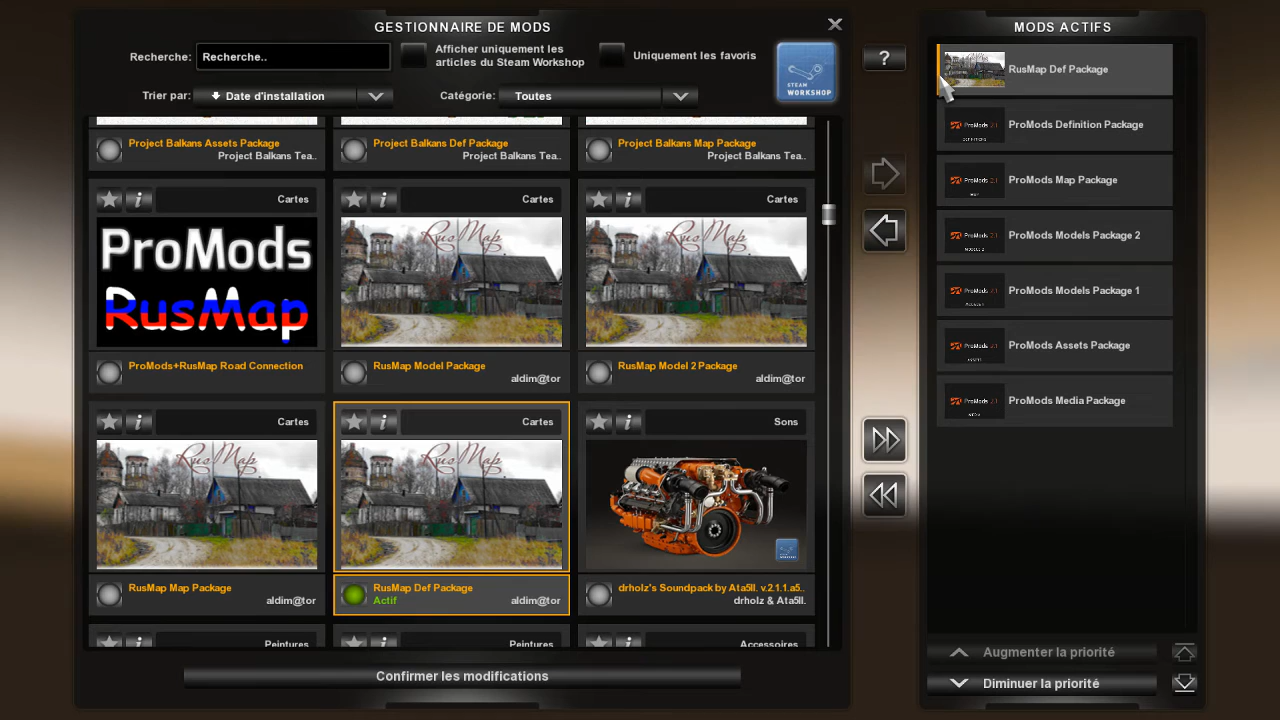 GESTIONNAIRE DE MODS
Recherche:
Recherche..
Afficher uniquement les
articles du Steam Workshop
Uniquement les favoris
STEAM
WORKSHOP
Trier par:
Date d'installation
Catégorie:
Toutes
Project Balkans Assets Package
Project Balkans Tea..
Project Balkans Def Package
Project Balkans Tea..
Project Balkans Map Package
Project Balkans Tea..
Cartes
ProMods
RusMap
ProMods+RusMap Road Connection
Cartes
RusMap
RusMap Model Package
aldim@tor
Cartes
RusMap
RusMap Model 2 Package
aldim@tor
Cartes
RusMap
RusMap Map Package
aldim@tor
Cartes
RusMap
RusMap Def Package
Actif
aldim@tor
Sons
drholz's Soundpack by Ata5ll. v.2.1.1.a5..
drholz & Ata5ll.
Peintures
Peintures
Accessoires
Confirmer les modifications
?
MODS ACTIFS
RusMap Def Package
ProMods Definition Package
ProMods Map Package
ProMods Models Package 2
ProMods Models Package 1
ProMods Assets Package
ProMods Media Package
Augmenter la priorité
Diminuer la priorité